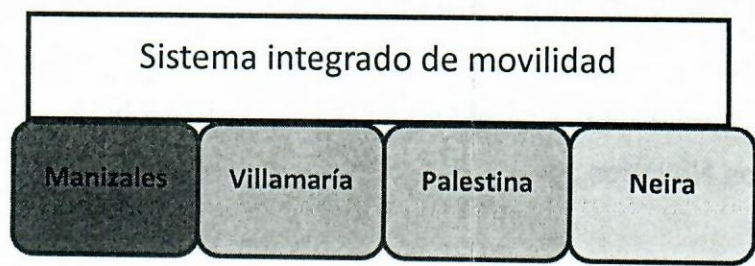 Sistema integrado de movilidad
Manizales
Villamaría
Palestina
Neira